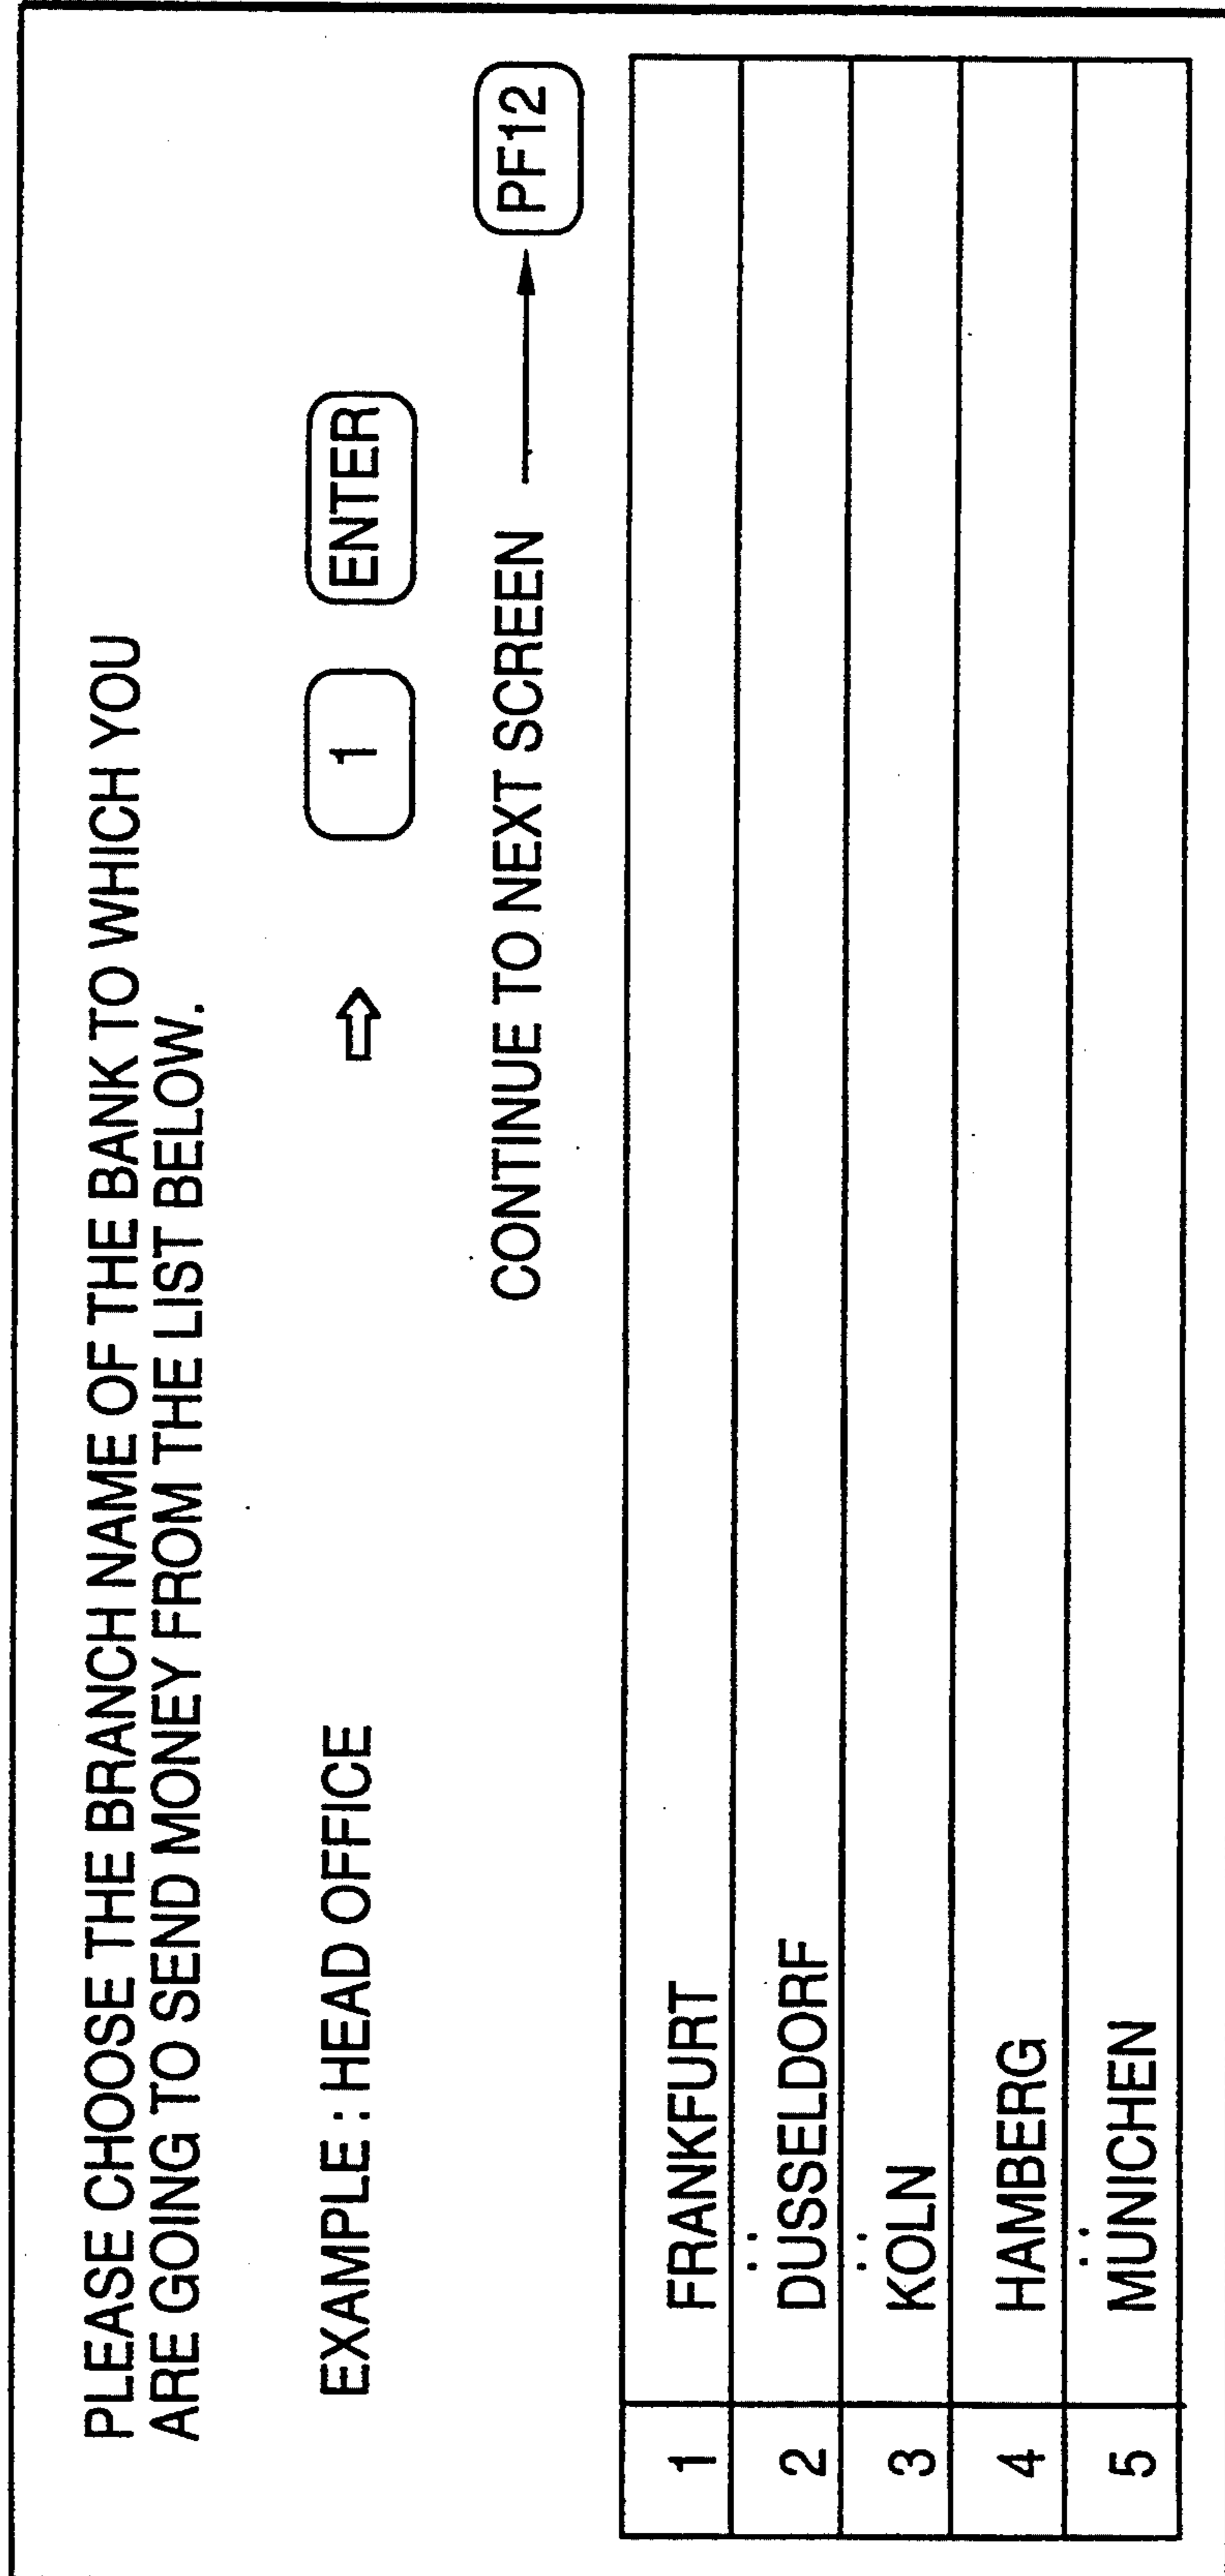 PLEASE CHOOSE THE BRANCH NAME OF THE BANK TO WHICH YOU
ARE GOING TO SEND MONEY FROM THE LIST BELOW.
EXAMPLE : HEAD OFFICE ⇨ 1 ENTER
CONTINUE TO NEXT SCREEN → PF12
1 FRANKFURT
2 DÜSSELDORF
3 KÖLN
4 HAMBERG
5 MÜNICHEN